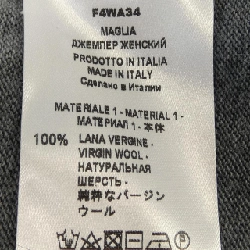 F4WA34
MAGLIA
ДЖЕМПЕР ЖЕНСКИЙ
PRODOTTO IN ITALIA
MADE IN ITALY
Сделано в Италии
MATERIALE 1 - MATERIAL 1 -
МАТЕРИАЛ 1 - 本体
100% LANA VERGINE -
VIRGIN WOOL -
НАТУРАЛЬНАЯ
ШЕРСТЬ -
純粋なバージン
ウール